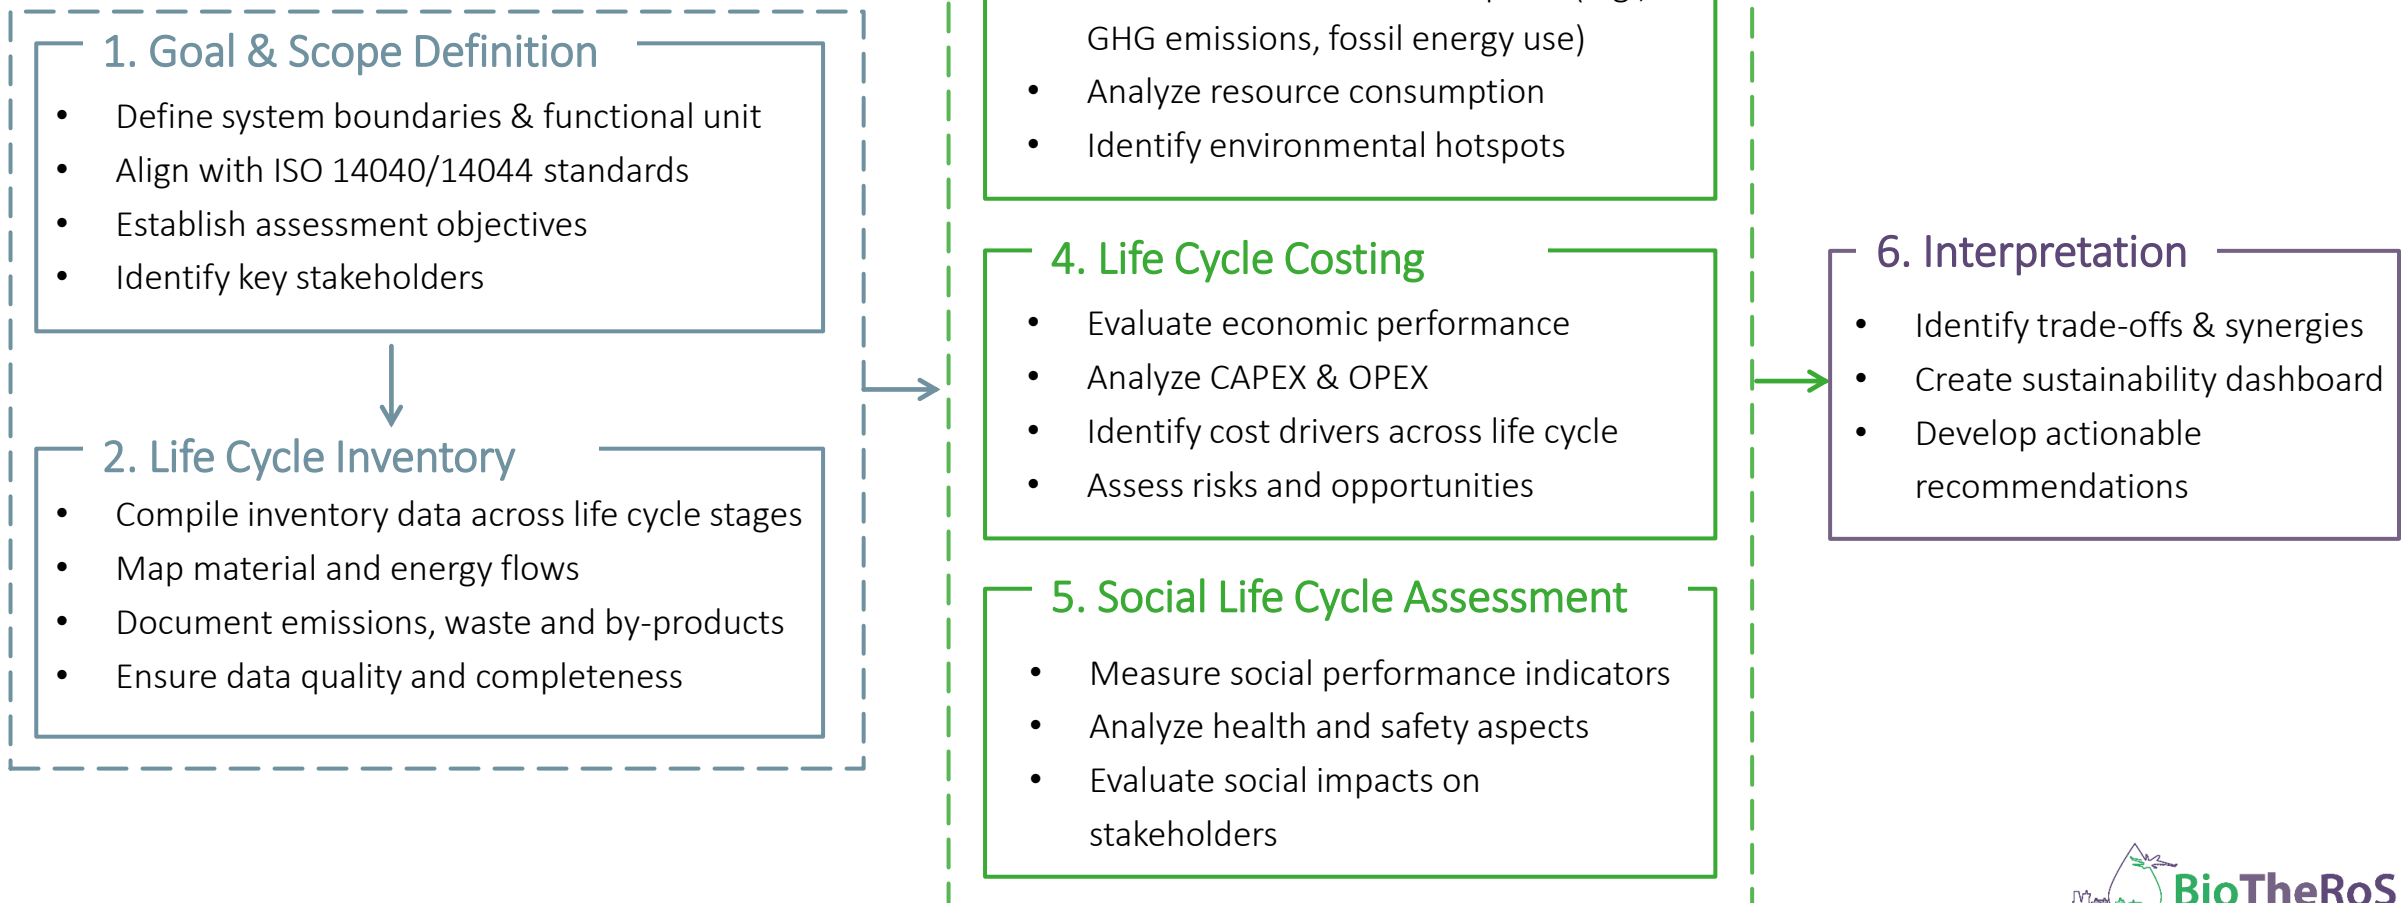 1. Goal & Scope Definition
• Define system boundaries & functional unit
• Align with ISO 14040/14044 standards
• Establish assessment objectives
• Identify key stakeholders
2. Life Cycle Inventory
• Compile inventory data across life cycle stages
• Map material and energy flows
• Document emissions, waste and by-products
• Ensure data quality and completeness
GHG emissions, fossil energy use)
• Analyze resource consumption
• Identify environmental hotspots
4. Life Cycle Costing
• Evaluate economic performance
• Analyze CAPEX & OPEX
• Identify cost drivers across life cycle
• Assess risks and opportunities
5. Social Life Cycle Assessment
• Measure social performance indicators
• Analyze health and safety aspects
• Evaluate social impacts on
stakeholders
6. Interpretation
• Identify trade-offs & synergies
• Create sustainability dashboard
• Develop actionable
recommendations
BioTheRoS